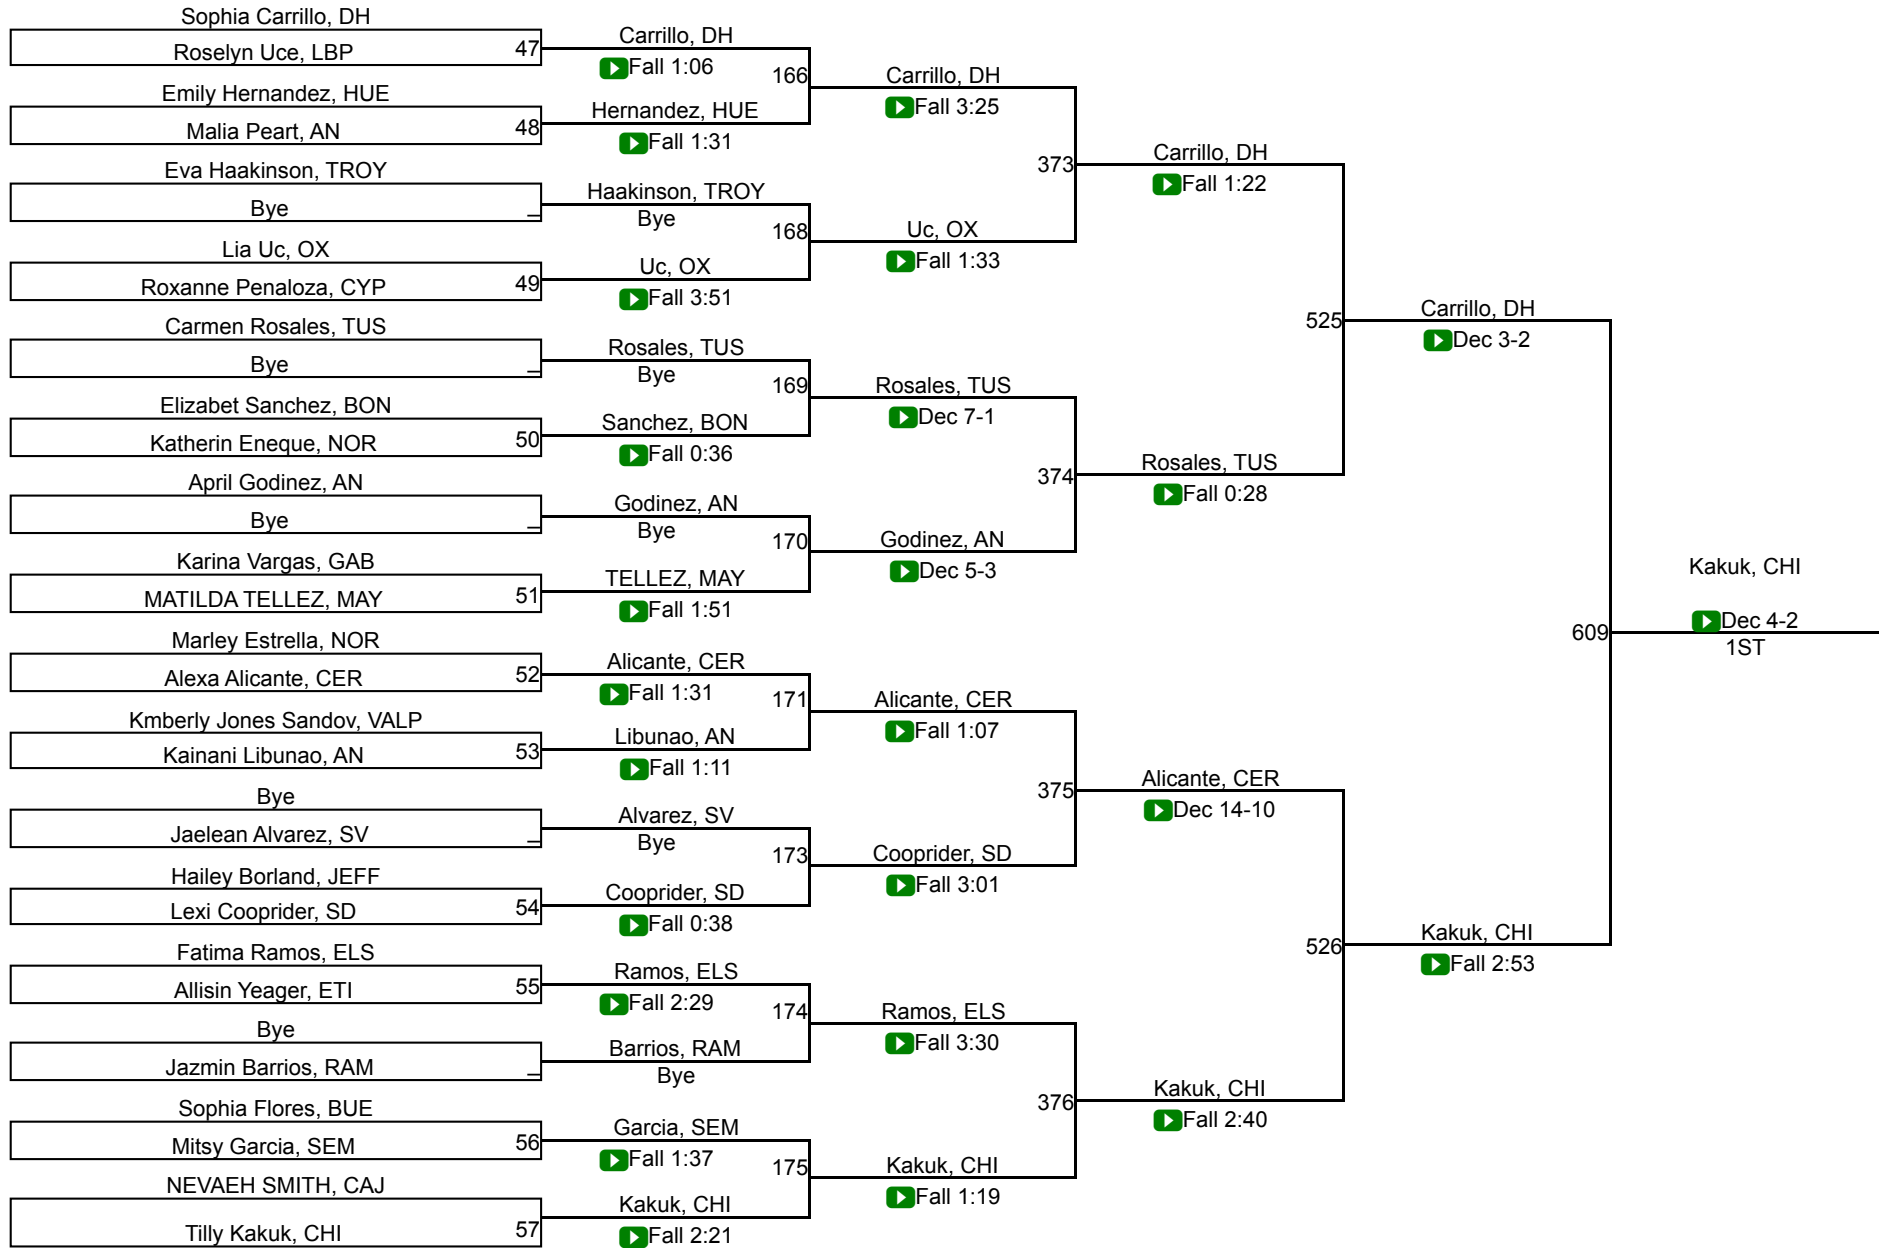 Sophia Carrillo, DH
Roselyn Uce, LBP 47
Emily Hernandez, HUE
Malia Peart, AN 48
Eva Haakinson, TROY
Bye _
Lia Uc, OX
Roxanne Penaloza, CYP 49
Carmen Rosales, TUS
Bye _
Elizabet Sanchez, BON
Katherin Eneque, NOR 50
April Godinez, AN
Bye _
Karina Vargas, GAB
MATILDA TELLEZ, MAY 51
Marley Estrella, NOR
Alexa Alicante, CER 52
Kmberly Jones Sandov, VALP
Kainani Libunao, AN 53
Bye
Jaelean Alvarez, SV _
Hailey Borland, JEFF
Lexi Cooprider, SD 54
Fatima Ramos, ELS
Allisin Yeager, ETI 55
Bye
Jazmin Barrios, RAM _
Sophia Flores, BUE
Mitsy Garcia, SEM 56
NEVAEH SMITH, CAJ
Tilly Kakuk, CHI 57
Carrillo, DH
Fall 1:06
166
Hernandez, HUE
Fall 1:31
Haakinson, TROY
Bye
168
Uc, OX
Fall 3:51
Rosales, TUS
Bye
169
Sanchez, BON
Fall 0:36
Godinez, AN
Bye
170
TELLEZ, MAY
Fall 1:51
Alicante, CER
Fall 1:31
171
Libunao, AN
Fall 1:11
Alvarez, SV
Bye
173
Cooprider, SD
Fall 0:38
Ramos, ELS
Fall 2:29
174
Barrios, RAM
Bye
Garcia, SEM
Fall 1:37
175
Kakuk, CHI
Fall 2:21
Carrillo, DH
Fall 3:25
373
Uc, OX
Fall 1:33
Rosales, TUS
Dec 7-1
374
Godinez, AN
Dec 5-3
Alicante, CER
Fall 1:07
375
Cooprider, SD
Fall 3:01
Ramos, ELS
Fall 3:30
376
Kakuk, CHI
Fall 1:19
Carrillo, DH
Fall 1:22
525
Rosales, TUS
Fall 0:28
Alicante, CER
Dec 14-10
526
Kakuk, CHI
Fall 2:40
Carrillo, DH
Dec 3-2
609
Kakuk, CHI
Fall 2:53
Kakuk, CHI
Dec 4-2
1ST